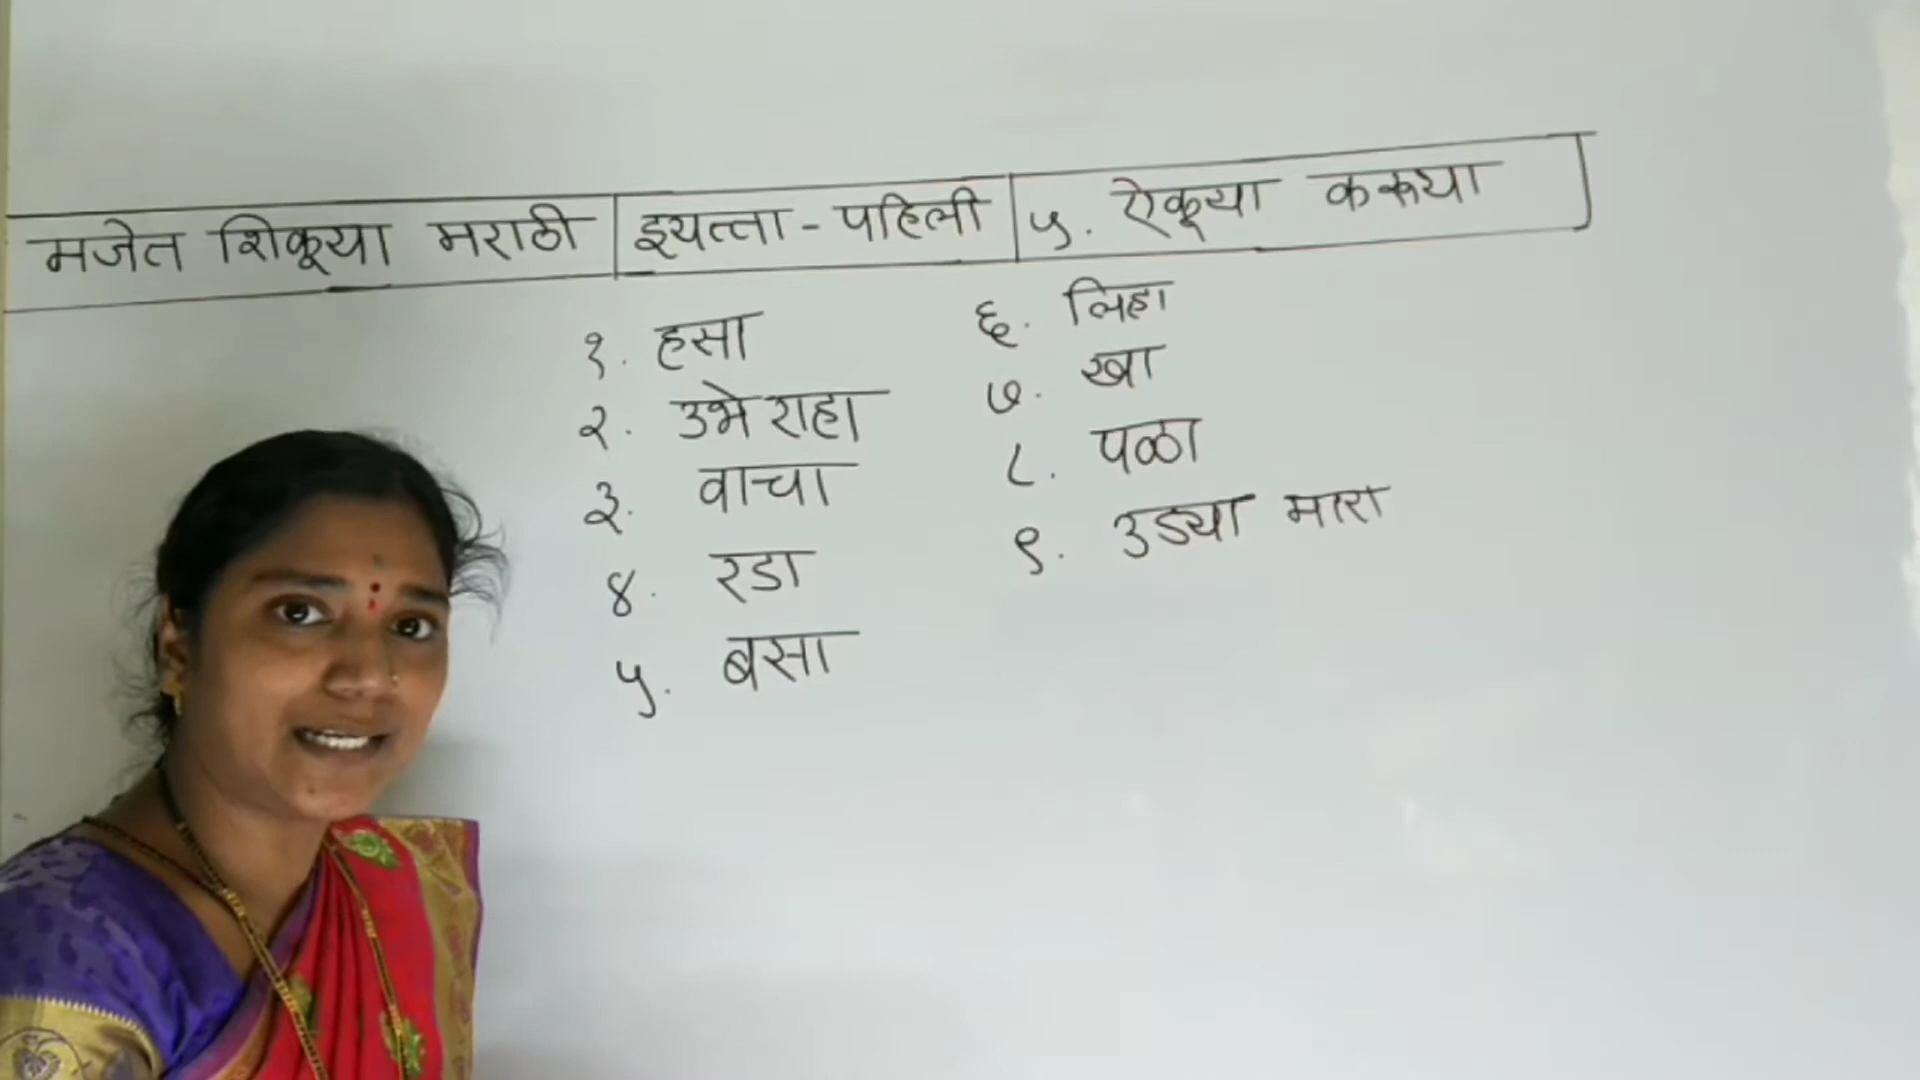 मजेत शिकूया मराठी | इयत्ता - पहिली | ५. ऐकूया करूया
१. हसा
२. उभे राहा
३. वाचा
४. रडा
५. बसा
६. लिहा
७. खा
८. पळा
९. उड्या मारा